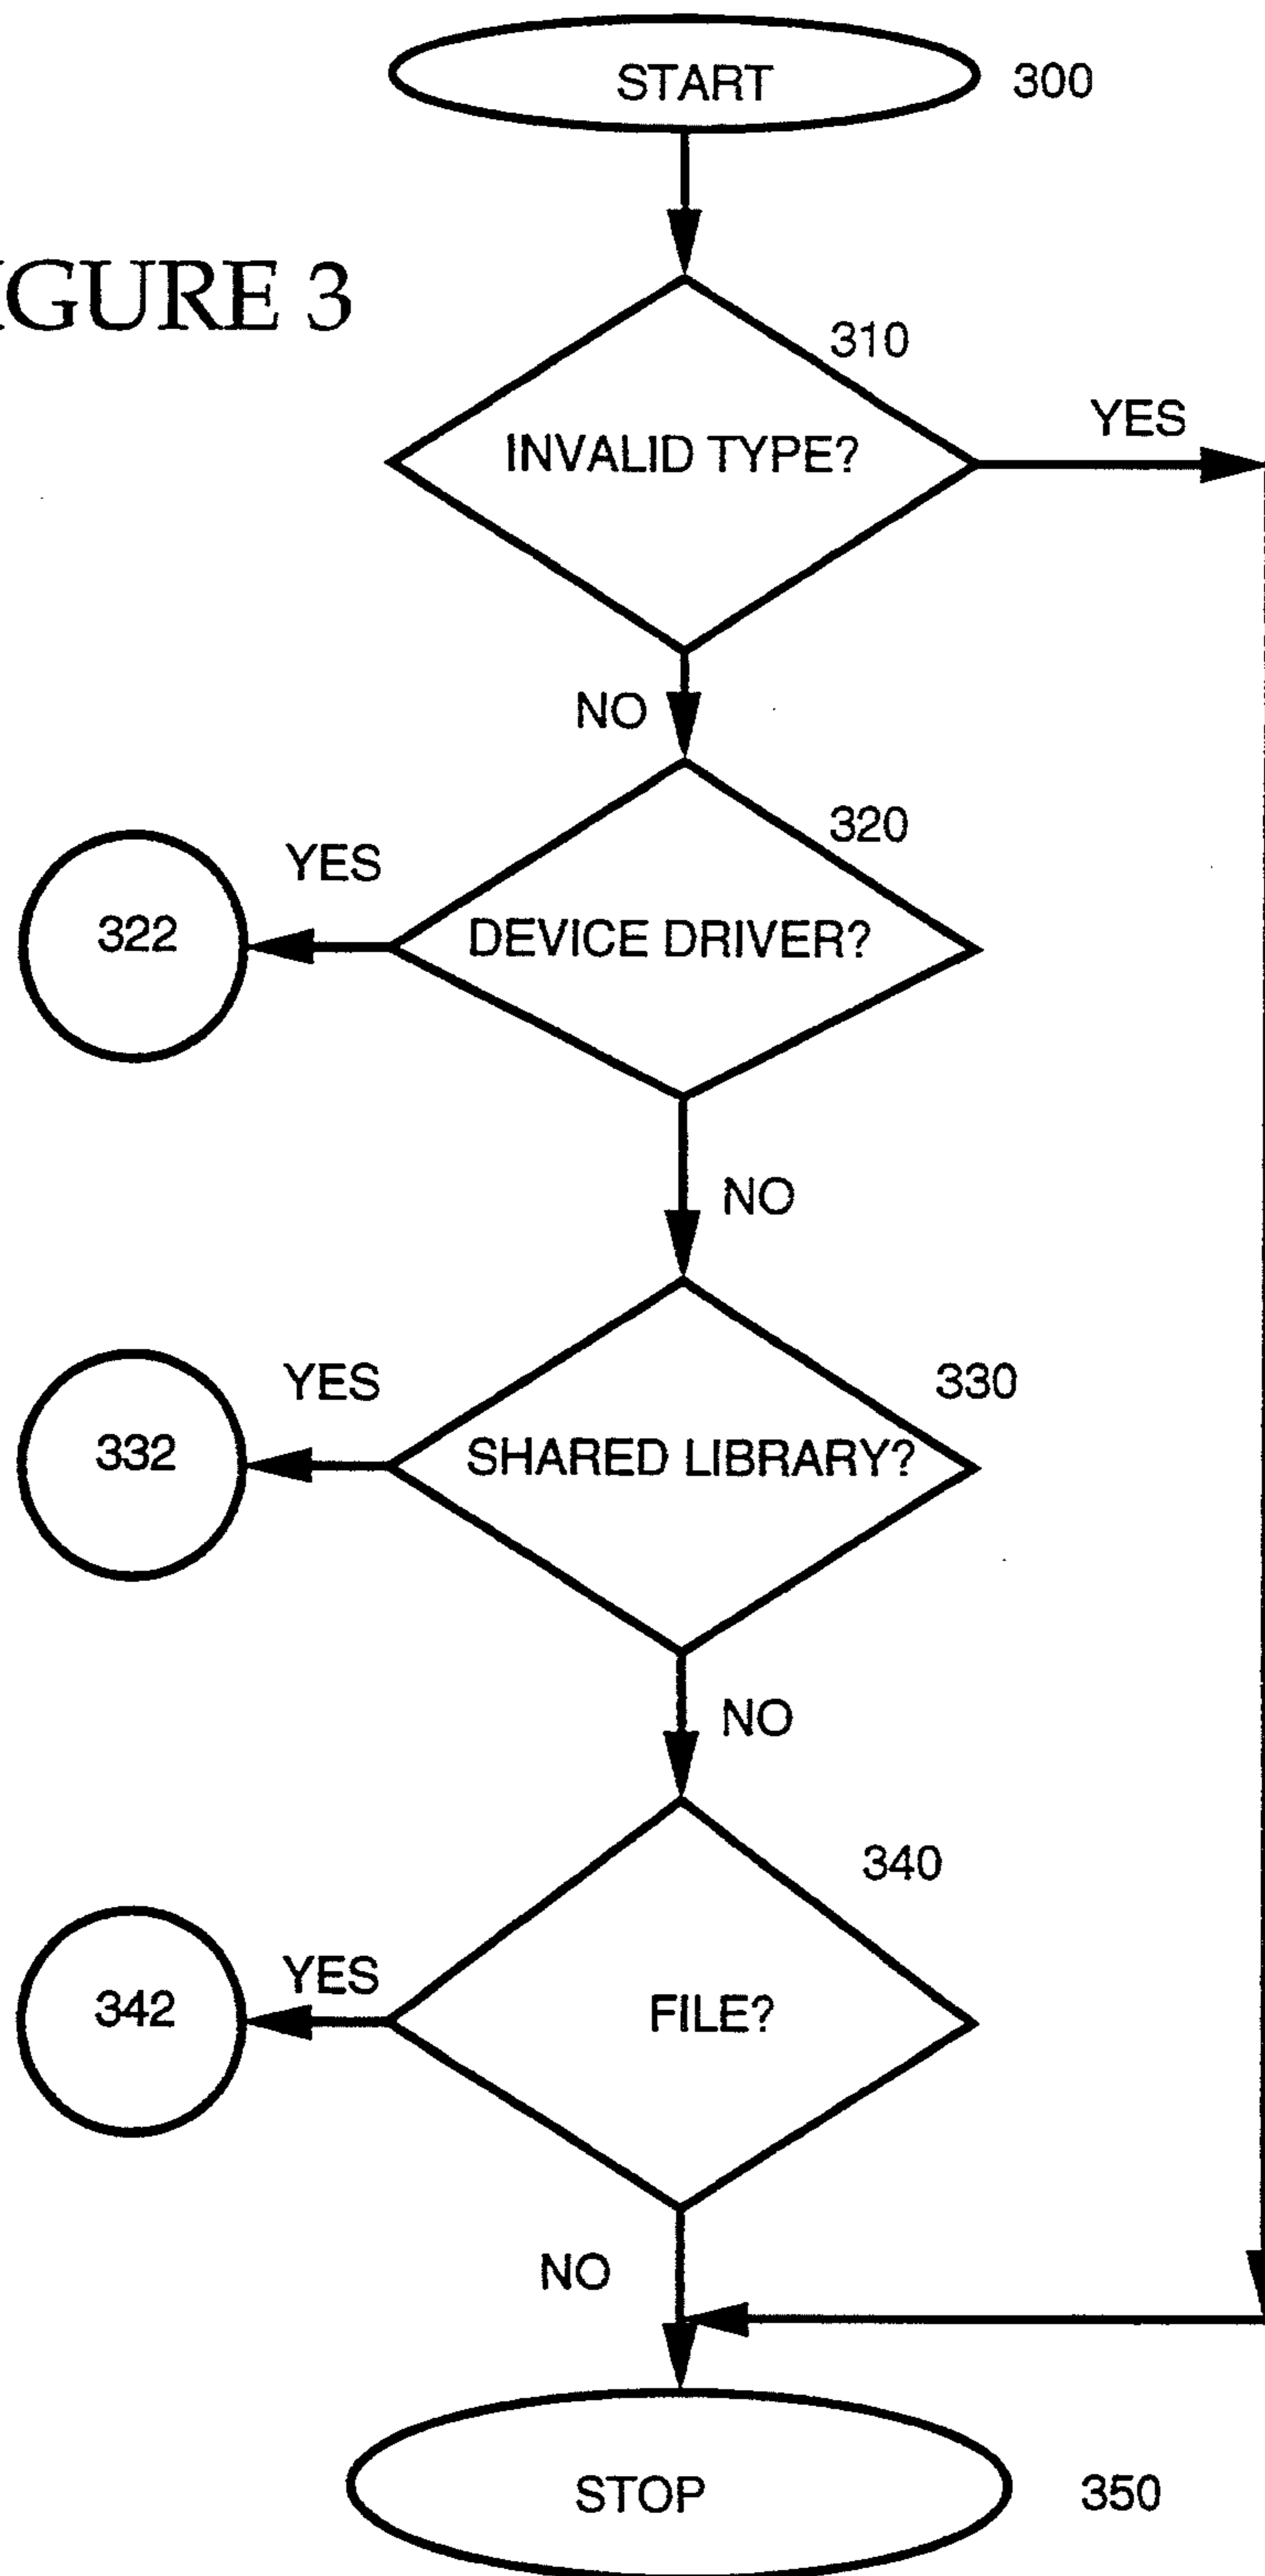 START
300
IGURE 3
310
INVALID TYPE?
YES
NO
320
YES
322
DEVICE DRIVER?
NO
YES
330
332
SHARED LIBRARY?
NO
340
YES
342
FILE?
NO
STOP
350